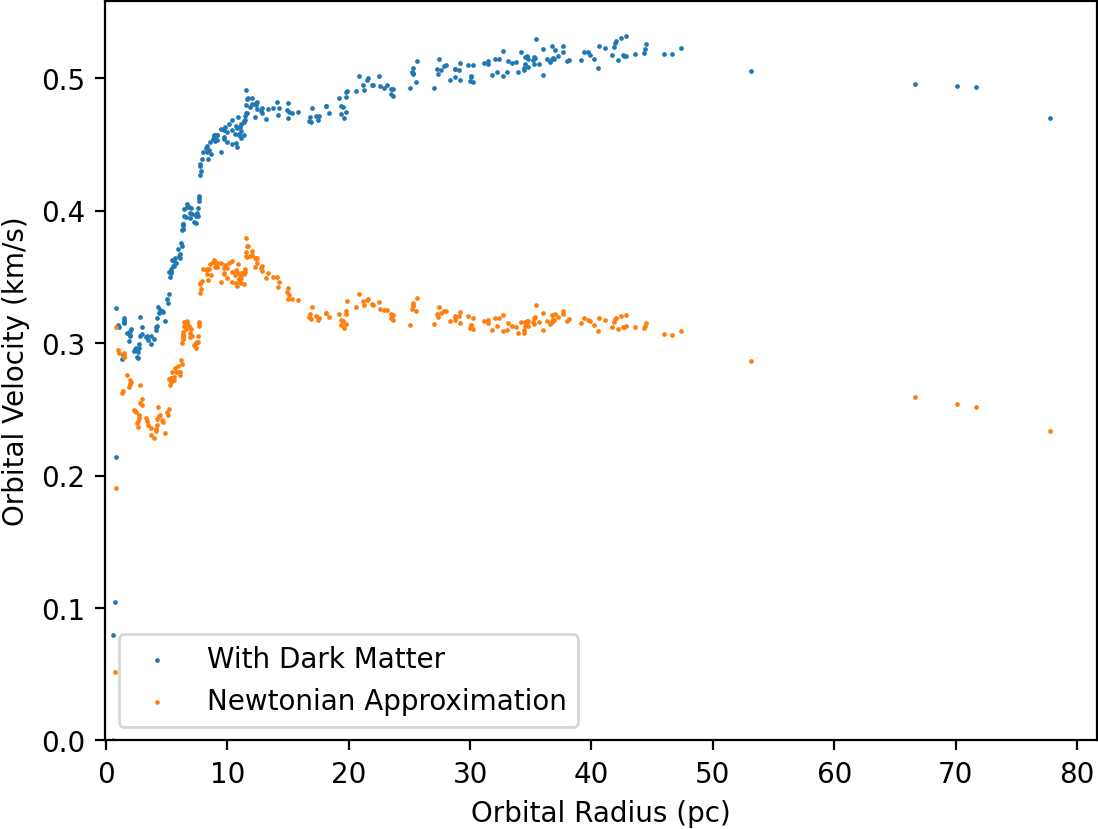 Orbital Velocity (km/s)
0.5
0.4
0.3
0.2
0.1
0.0
With Dark Matter
Newtonian Approximation
0 10 20 30 40 50 60 70 80
Orbital Radius (pc)